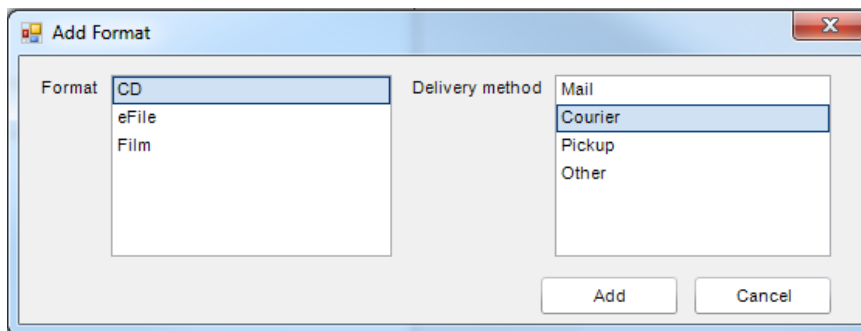 Add Format
Format
CD
eFile
Film
Delivery method
Mail
Courier
Pickup
Other
Add
Cancel